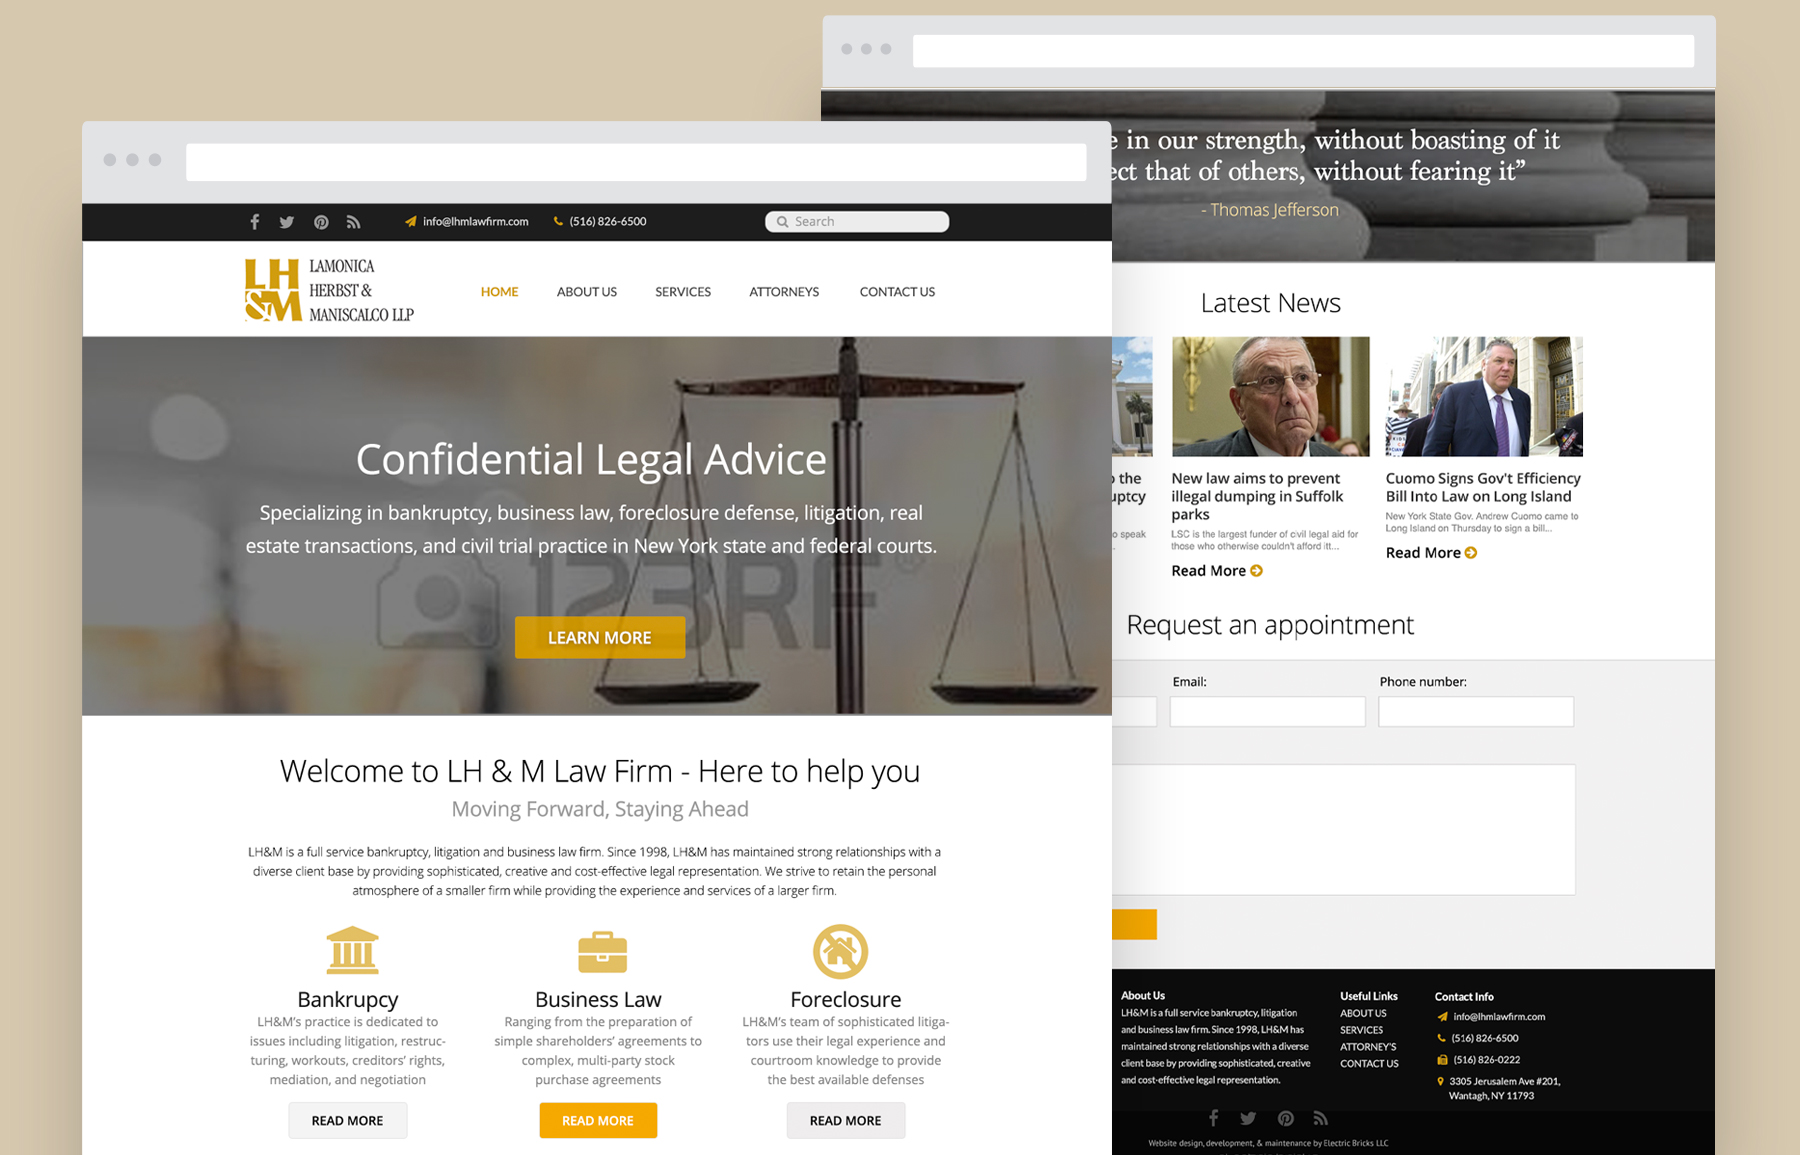 info@lhmlawfirm.com
(516) 826-6500
Search
LH
&M
LAMONICA
HERBST &
MANISCALCO LLP
HOME
ABOUT US
SERVICES
ATTORNEYS
CONTACT US
Confidential Legal Advice
Specializing in bankruptcy, business law, foreclosure defense, litigation, real
estate transactions, and civil trial practice in New York state and federal courts.
123RF®
LEARN MORE
Welcome to LH & M Law Firm - Here to help you
Moving Forward, Staying Ahead
LH&M is a full service bankruptcy, litigation and business law firm. Since 1998, LH&M has maintained strong relationships with a
diverse client base by providing sophisticated, creative and cost-effective legal representation. We strive to retain the personal
atmosphere of a smaller firm while providing the experience and services of a larger firm.
Bankrupcy
LH&M's practice is dedicated to
issues including litigation, restruc-
turing, workouts, creditors' rights,
mediation, and negotiation
READ MORE
Business Law
Ranging from the preparation of
simple shareholders' agreements to
complex, multi-party stock
purchase agreements
READ MORE
Foreclosure
LH&M's team of sophisticated litiga-
tors use their legal experience and
courtroom knowledge to provide
the best available defenses
READ MORE
e in our strength, without boasting of it
ect that of others, without fearing it”
- Thomas Jefferson
Latest News
the
uptcy
o speak
New law aims to prevent
illegal dumping in Suffolk
parks
LSC is the largest funder of civil legal aid for
those who otherwise couldn't afford itt...
Read More
Cuomo Signs Gov't Efficiency
Bill Into Law on Long Island
New York State Gov. Andrew Cuomo came to
Long Island on Thursday to sign a bill...
Read More
Request an appointment
Email:
Phone number:
About Us
LH&M is a full service bankruptcy, litigation
and business law firm. Since 1998, LH&M has
maintained strong relationships with a diverse
client base by providing sophisticated, creative
and cost-effective legal representation.
Useful Links
ABOUT US
SERVICES
ATTORNEY'S
CONTACT US
Contact Info
info@lhmlawfirm.com
(516) 826-6500
(516) 826-0222
3305 Jerusalem Ave #201,
Wantagh, NY 11793
Website design, development, & maintenance by Electric Bricks LLC